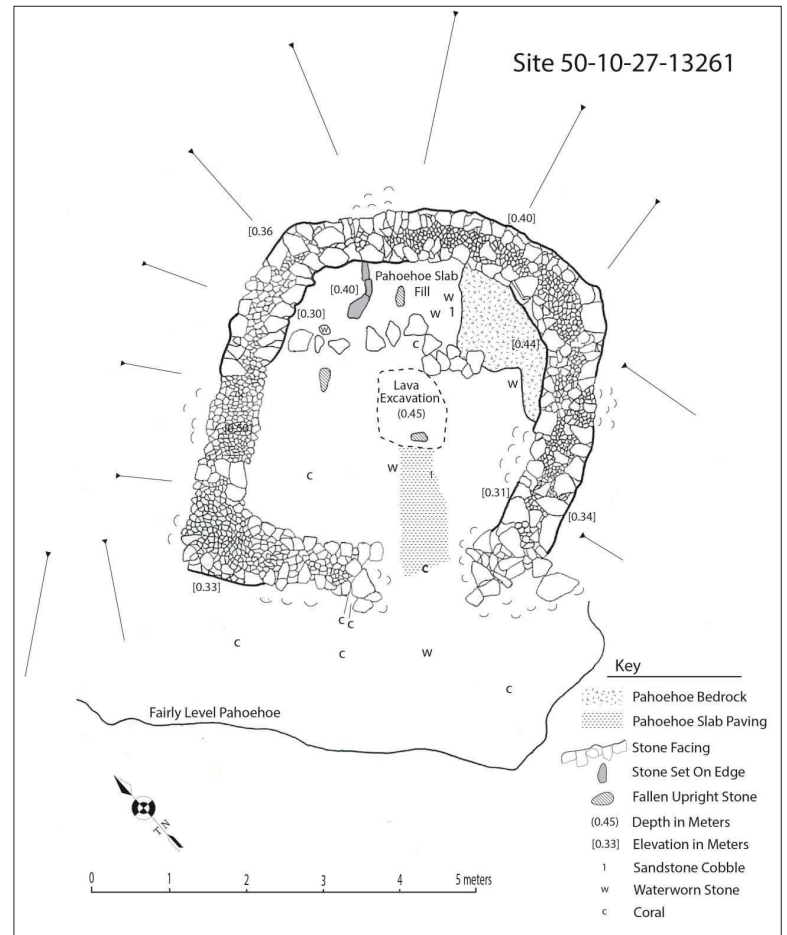 Site 50-10-27-13261
[0.40]
[0.36
Pahoehoe Slab
Fill
[0.40]
w
1
w
[0.30]
w
[0.44]
c
Lava
Excavation
(0.45)
w
[0.50]
w
1
c
[0.31]
[0.34]
c
[0.33]
c
c
c
c
w
c
Fairly Level Pahoehoe
Key
Pahoehoe Bedrock
Pahoehoe Slab Paving
Stone Facing
Stone Set On Edge
Fallen Upright Stone
(0.45) Depth in Meters
[0.33] Elevation in Meters
1 Sandstone Cobble
w Waterworn Stone
c Coral
T N
0 1 2 3 4 5 meters